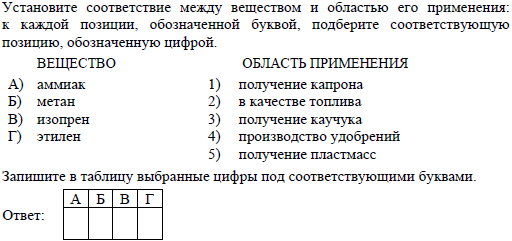 Установите соответствие между веществом и областью его применения:
к каждой позиции, обозначенной буквой, подберите соответствующую
позицию, обозначенную цифрой.
ВЕЩЕСТВО ОБЛАСТЬ ПРИМЕНЕНИЯ
А) аммиак 1) получение капрона
Б) метан 2) в качестве топлива
В) изопрен 3) получение каучука
Г) этилен 4) производство удобрений
5) получение пластмасс
Запишите в таблицу выбранные цифры под соответствующими буквами.
А Б В Г
Ответ: